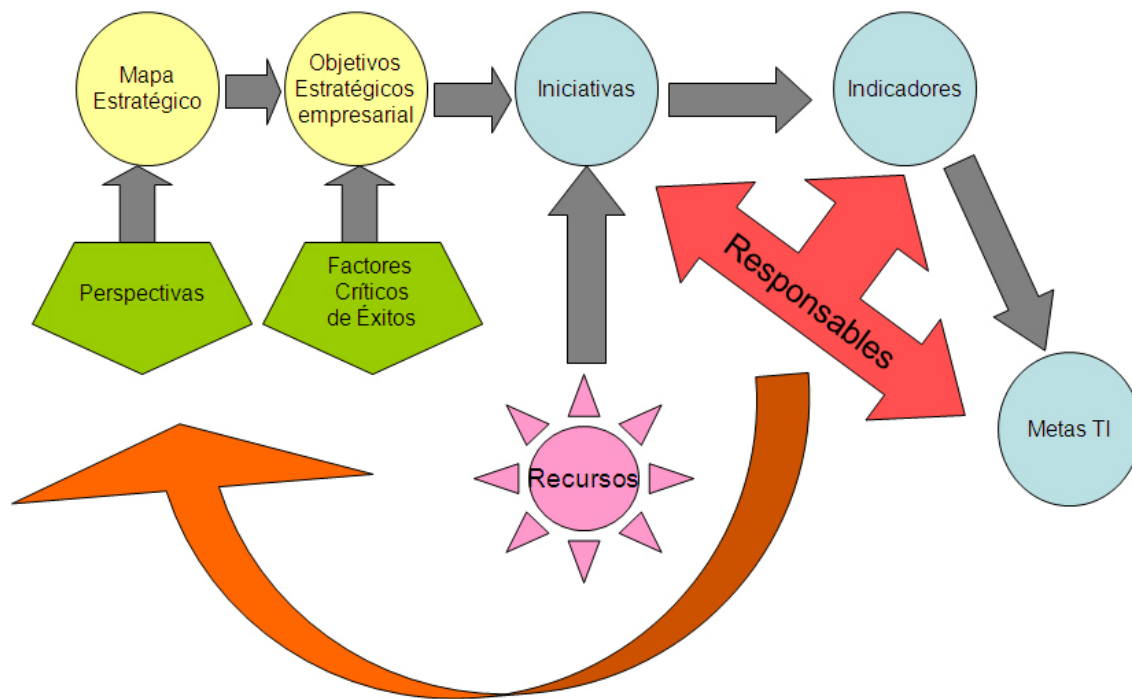 Mapa
Estratégico
Objetivos
Estratégicos
empresarial
Iniciativas
Indicadores
Perspectivas
Factores
Críticos
de Éxitos
Responsables
Recursos
Metas TI